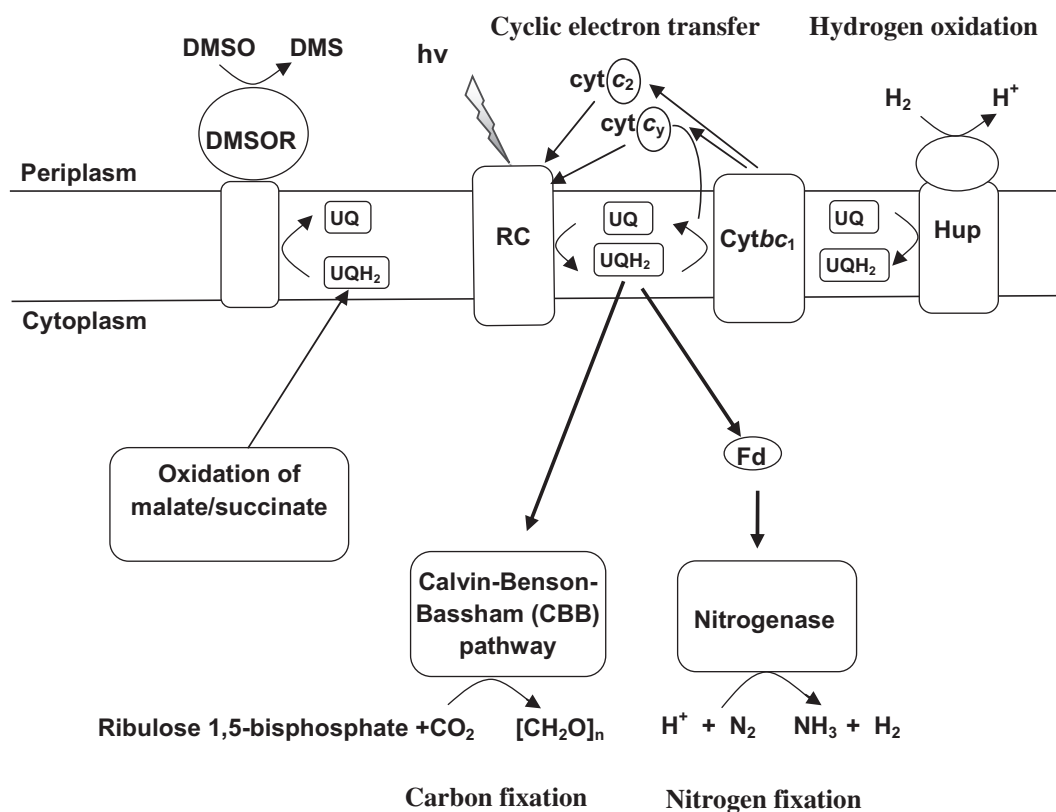 Cyclic electron transfer
Hydrogen oxidation
DMSO DMS
hv
cyt c₂
cyt c_y
H₂ H⁺
DMSOR
Periplasm
UQ
UQH₂
RC
UQ
UQH₂
Cytbc₁
UQ
UQH₂
Hup
Cytoplasm
Oxidation of
malate/succinate
Fd
Calvin-Benson-
Bassham (CBB)
pathway
Nitrogenase
Ribulose 1,5-bisphosphate +CO₂ [CH₂O]ₙ
H⁺ + N₂ NH₃ + H₂
Carbon fixation
Nitrogen fixation